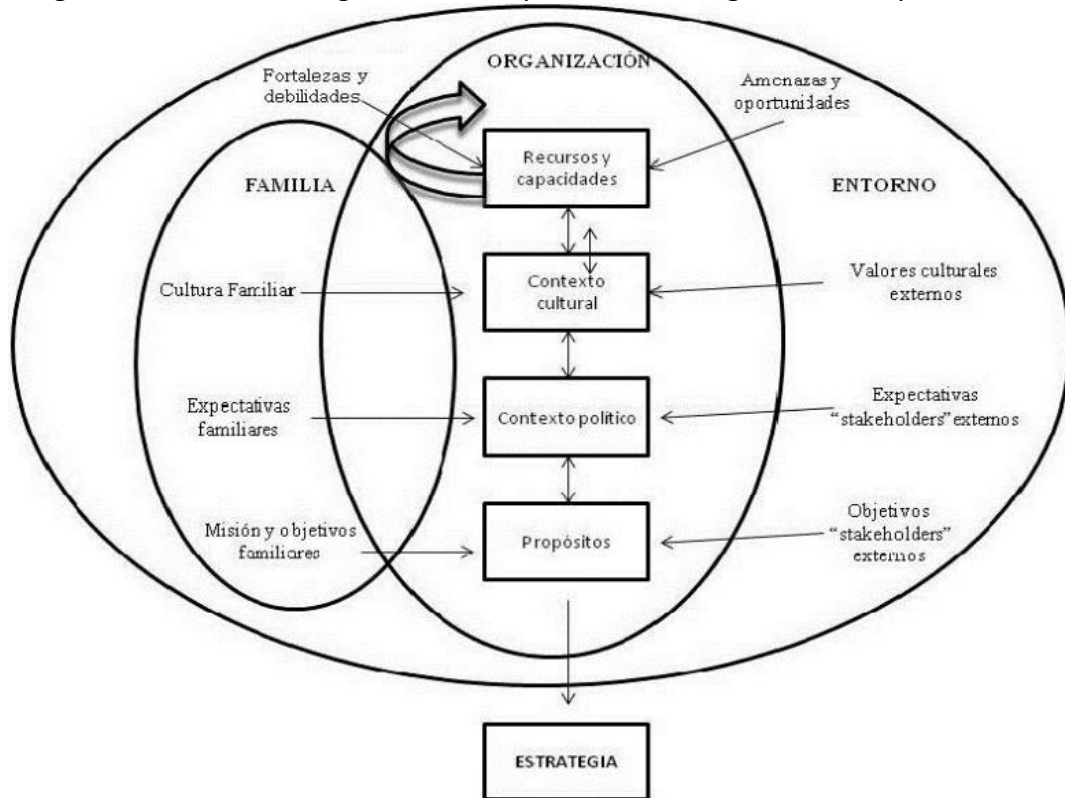 ORGANIZACIÓN
Fortalezas y
debilidades
Amenazas y
oportunidades
Recursos y
capacidades
FAMILIA
ENTORNO
Cultura Familiar
Contexto
cultural
Valores culturales
externos
Expectativas
familiares
Contexto político
Expectativas
“stakeholders” externos
Misión y objetivos
familiares
Propósitos
Objetivos
“stakeholders”
externos
ESTRATEGIA